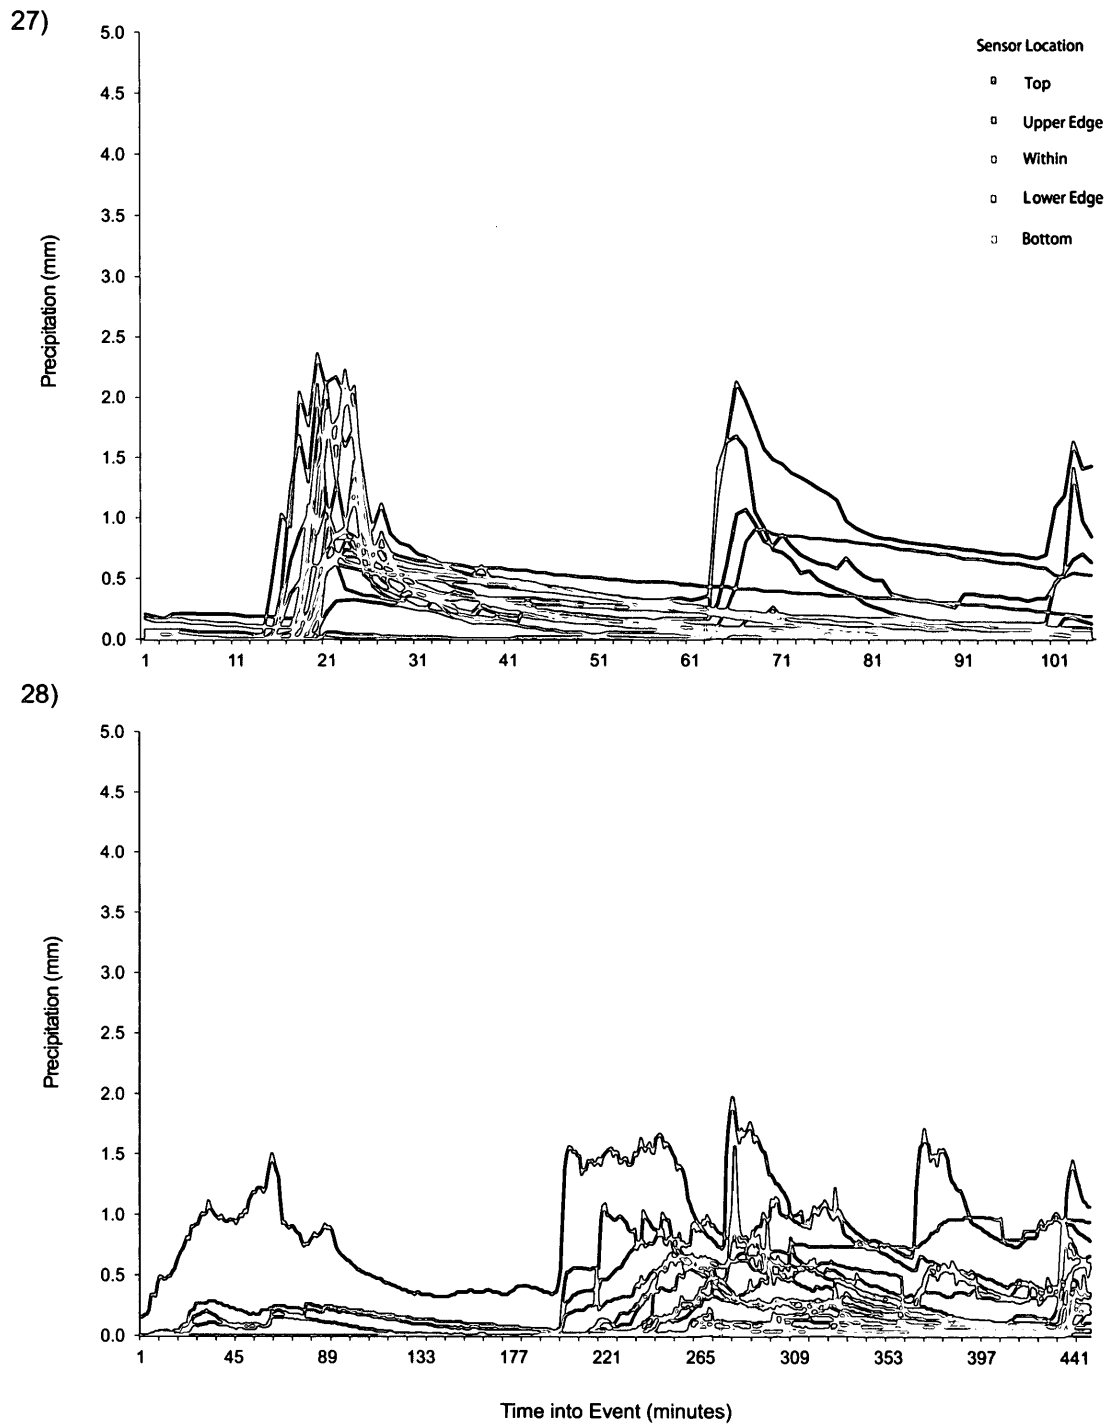 27)
5.0
4.5
4.0
3.5
3.0
2.5
2.0
1.5
1.0
0.5
0.0
Precipitation (mm)
1 11 21 31 41 51 61 71 81 91 101
Sensor Location
Top
Upper Edge
Within
Lower Edge
Bottom
28)
5.0
4.5
4.0
3.5
3.0
2.5
2.0
1.5
1.0
0.5
0.0
Precipitation (mm)
1 45 89 133 177 221 265 309 353 397 441
Time into Event (minutes)